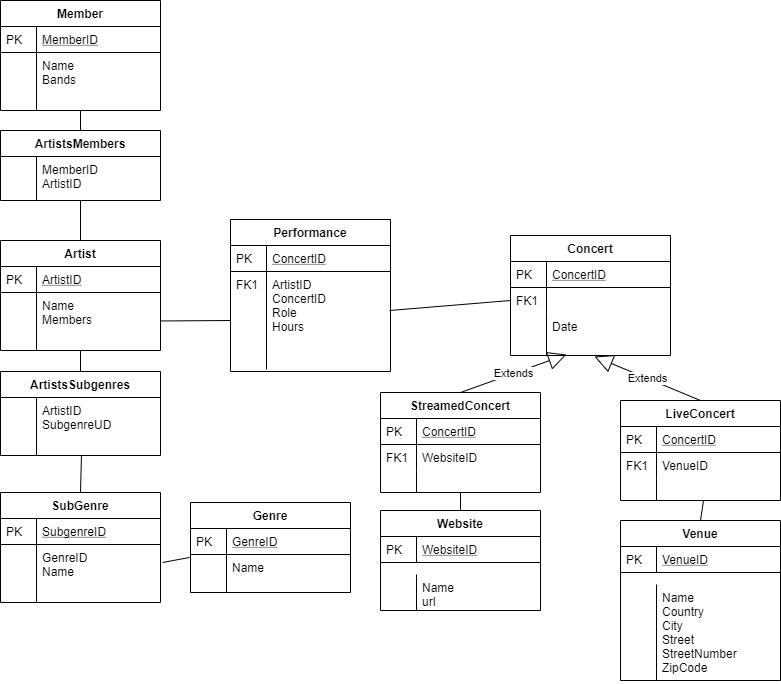 Member
PK MemberID
Name
Bands
ArtistsMembers
MemberID
ArtistID
Artist
PK ArtistID
Name
Members
ArtistsSubgenres
ArtistID
SubgenreUD
SubGenre
PK SubgenreID
GenreID
Name
Genre
PK GenreID
Name
Performance
PK ConcertID
FK1 ArtistID
ConcertID
Role
Hours
Concert
PK ConcertID
FK1
Date
Extends
Extends
StreamedConcert
PK ConcertID
FK1 WebsiteID
Website
PK WebsiteID
Name
url
LiveConcert
PK ConcertID
FK1 VenueID
Venue
PK VenueID
Name
Country
City
Street
StreetNumber
ZipCode